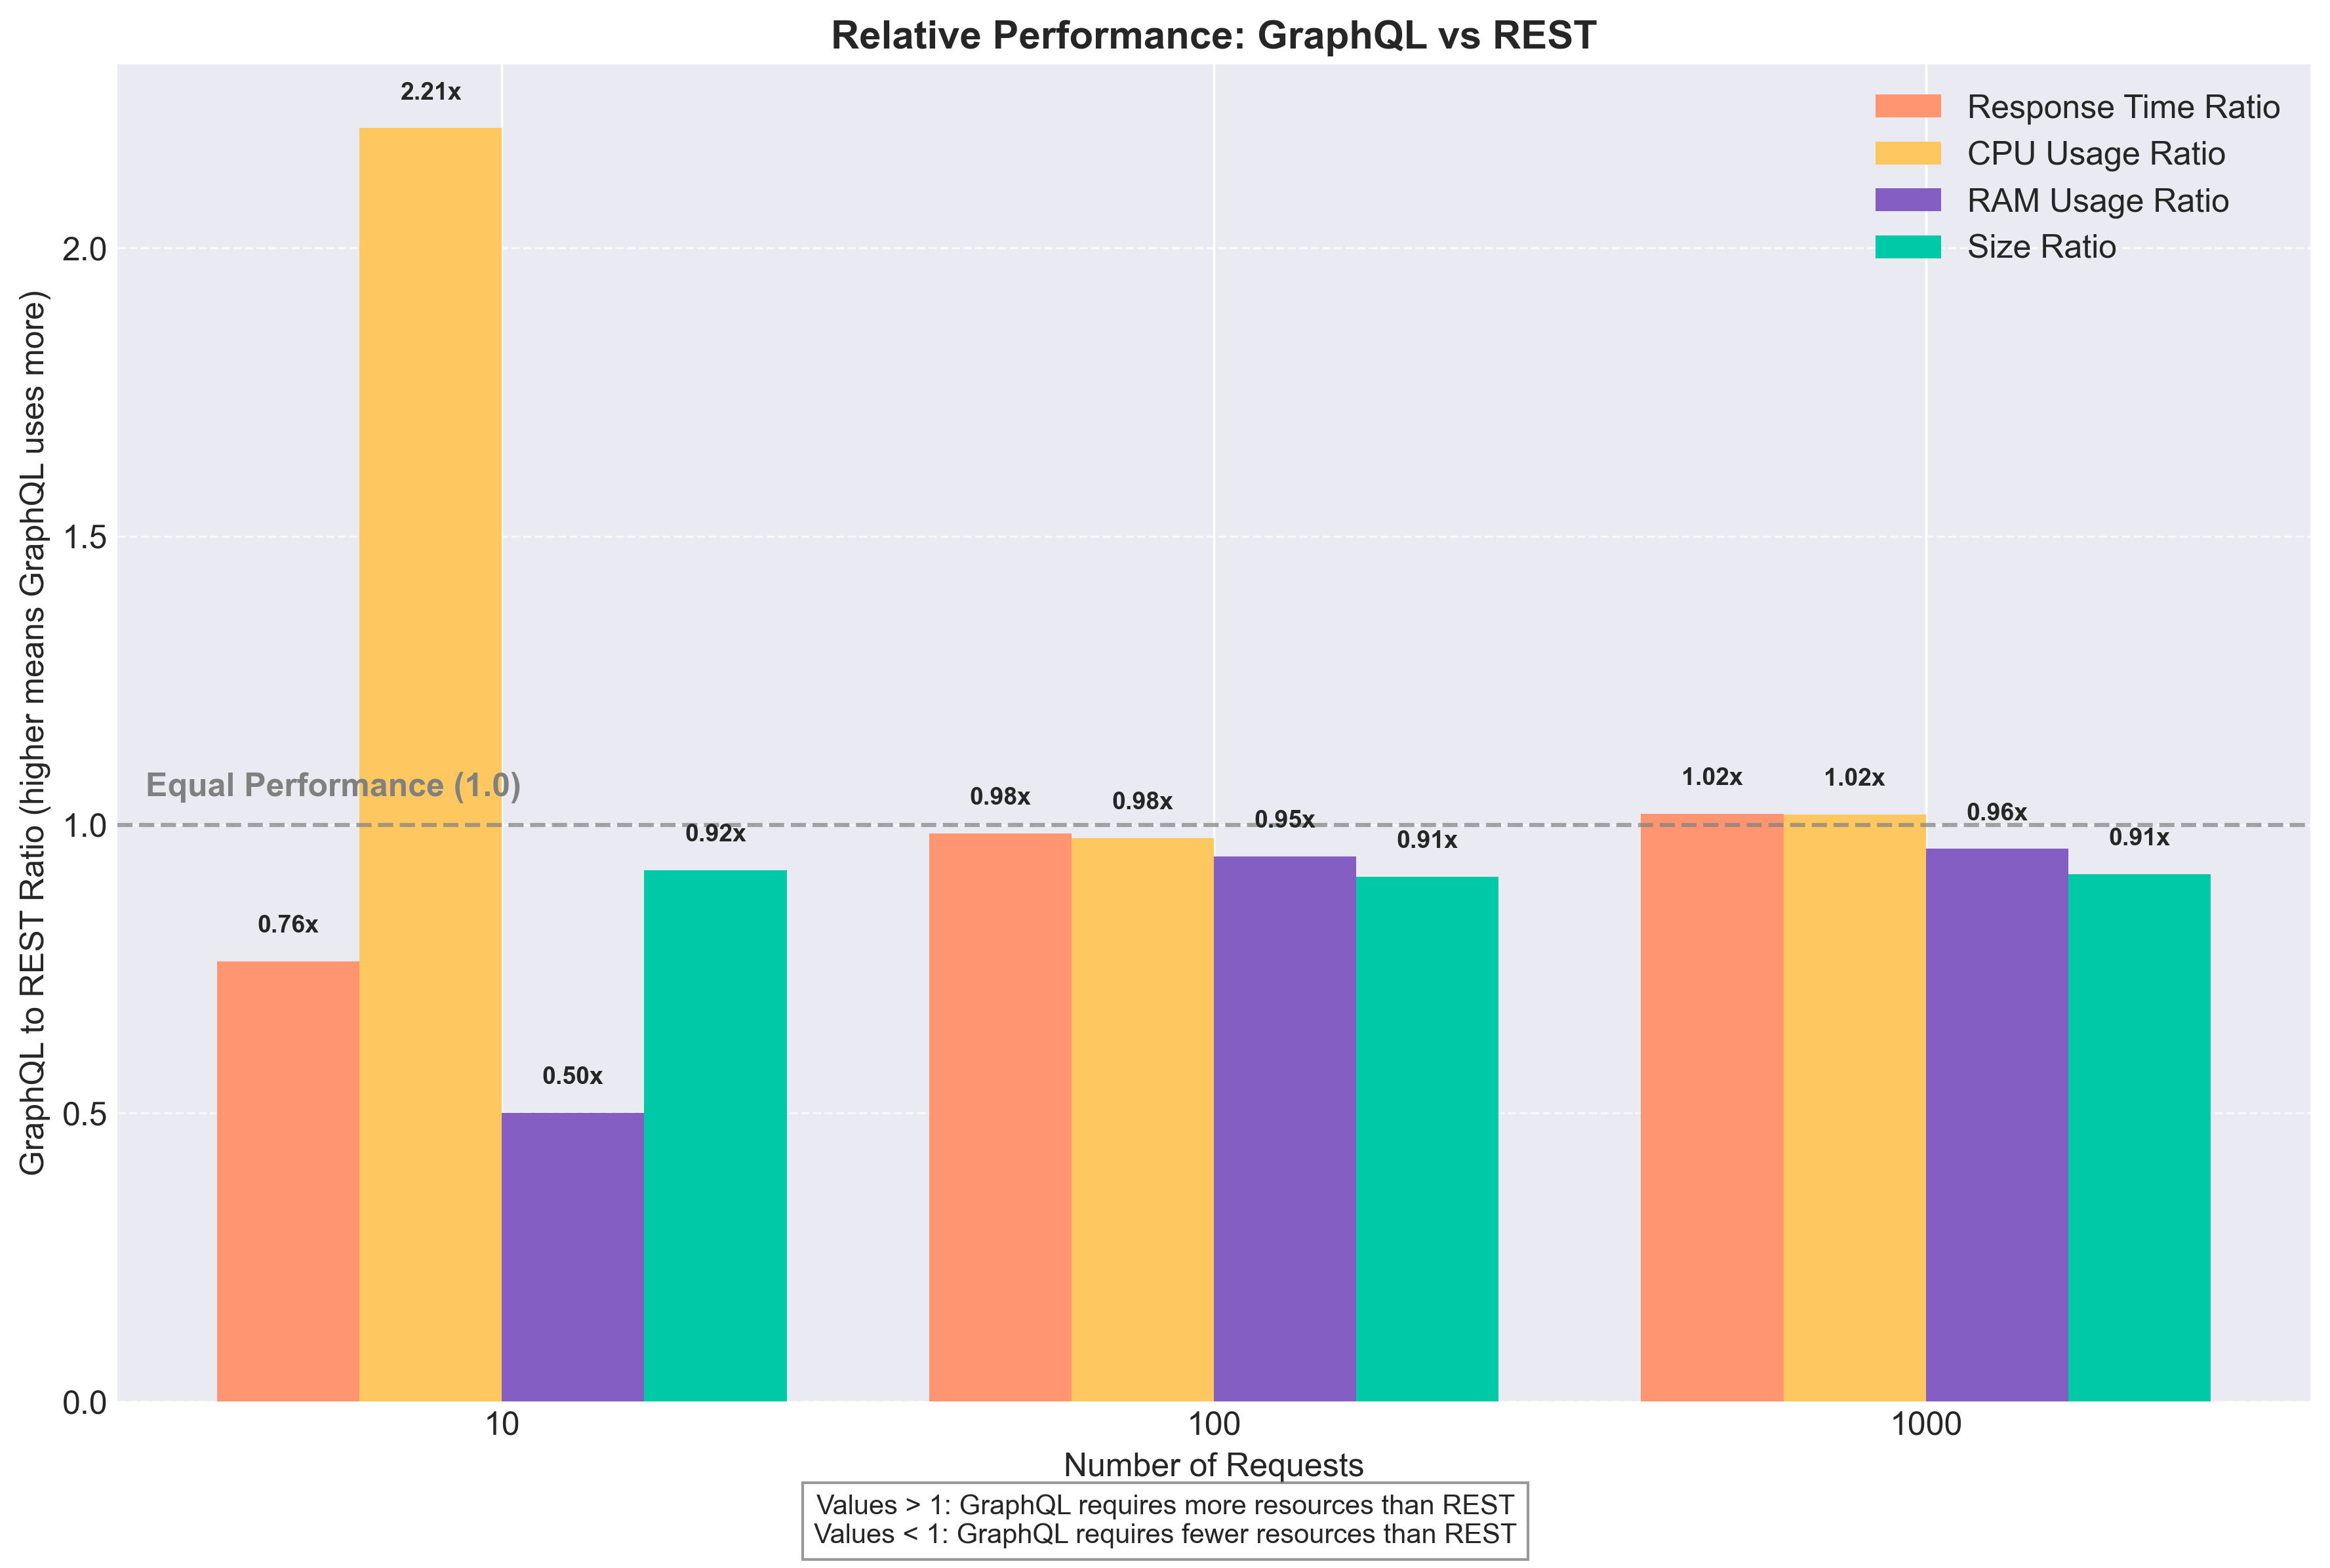 Relative Performance: GraphQL vs REST
GraphQL to REST Ratio (higher means GraphQL uses more)
2.0
1.5
1.0
0.5
0.0
Response Time Ratio
CPU Usage Ratio
RAM Usage Ratio
Size Ratio
Equal Performance (1.0)
0.76x
2.21x
0.50x
0.92x
0.98x
0.98x
0.95x
0.91x
1.02x
1.02x
0.96x
0.91x
10
100
1000
Number of Requests
Values > 1: GraphQL requires more resources than REST
Values < 1: GraphQL requires fewer resources than REST